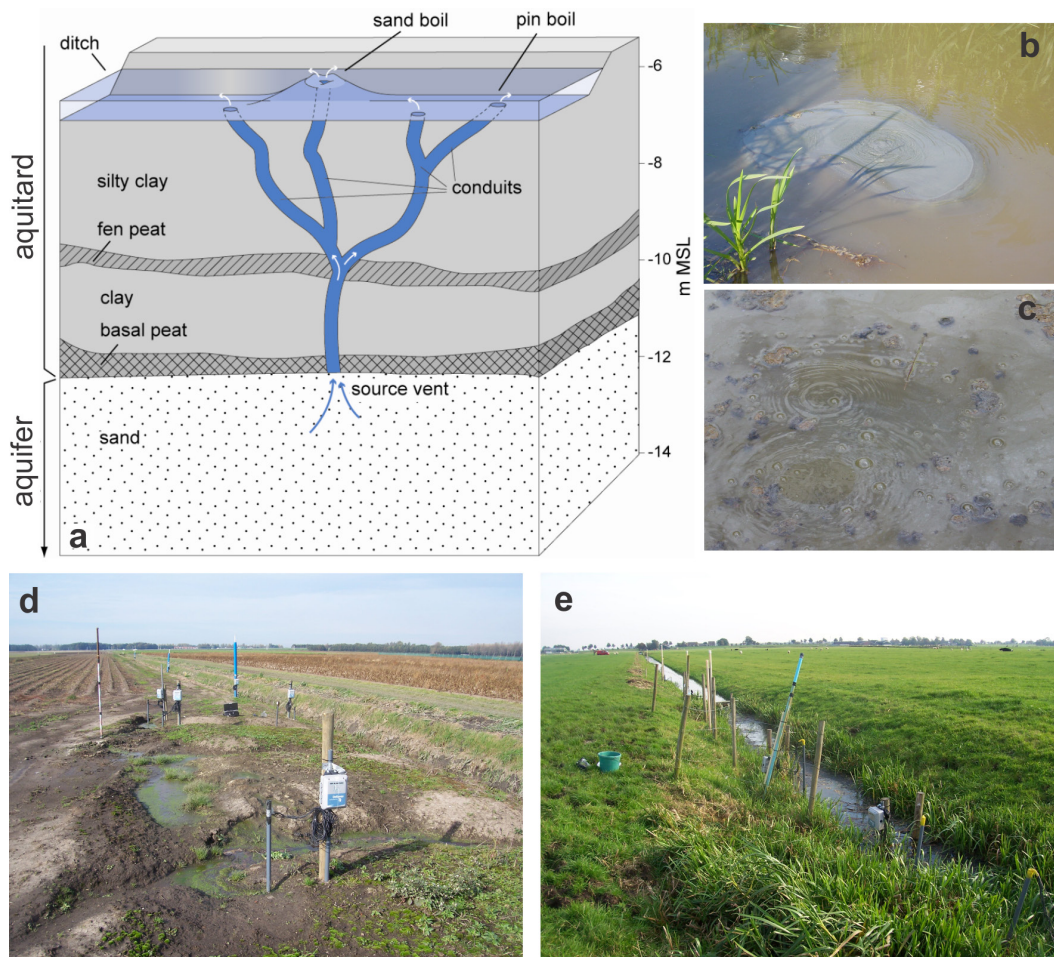 sand boil
pin boil
ditch
b
-6
-8
-10
-12
-14
m MSL
aquitard
aquifer
silty clay
conduits
fen peat
clay
basal peat
source vent
sand
a
c
d
e